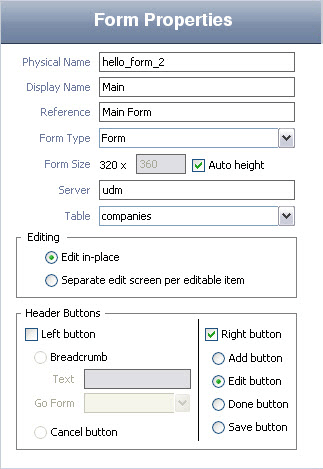 Form Properties
Physical Name hello_form_2
Display Name Main
Reference Main Form
Form Type Form
Form Size 320 x 360 Auto height
Server udm
Table companies
Editing
Edit in-place
Separate edit screen per editable item
Header Buttons
Left button
Breadcrumb
Text
Go Form
Cancel button
Right button
Add button
Edit button
Done button
Save button